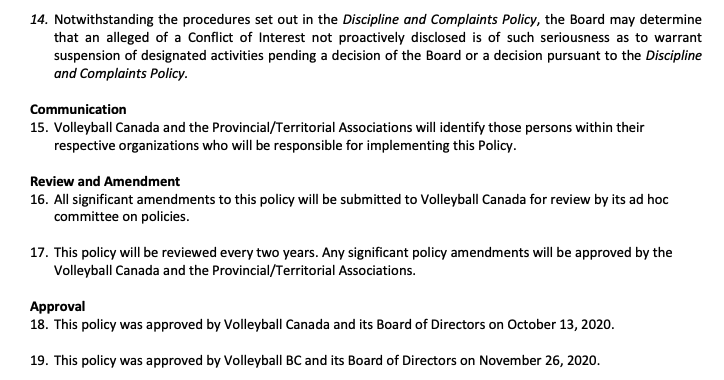 14. Notwithstanding the procedures set out in the Discipline and Complaints Policy, the Board may determine
that an alleged of a Conflict of Interest not proactively disclosed is of such seriousness as to warrant
suspension of designated activities pending a decision of the Board or a decision pursuant to the Discipline
and Complaints Policy.
Communication
15. Volleyball Canada and the Provincial/Territorial Associations will identify those persons within their
respective organizations who will be responsible for implementing this Policy.
Review and Amendment
16. All significant amendments to this policy will be submitted to Volleyball Canada for review by its ad hoc
committee on policies.
17. This policy will be reviewed every two years. Any significant policy amendments will be approved by the
Volleyball Canada and the Provincial/Territorial Associations.
Approval
18. This policy was approved by Volleyball Canada and its Board of Directors on October 13, 2020.
19. This policy was approved by Volleyball BC and its Board of Directors on November 26, 2020.